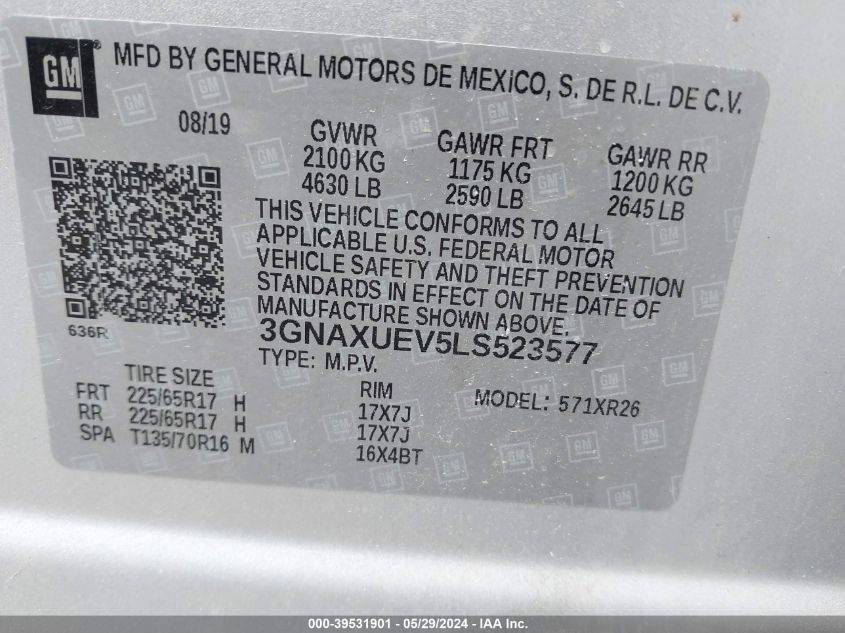 GM
MFD BY GENERAL MOTORS DE MEXICO, S. DE R.L. DE C.V.
08/19
GVWR
2100 KG
4630 LB
GAWR FRT
1175 KG
2590 LB
GAWR RR
1200 KG
2645 LB
THIS VEHICLE CONFORMS TO ALL
APPLICABLE U.S. FEDERAL MOTOR
VEHICLE SAFETY AND THEFT PREVENTION
STANDARDS IN EFFECT ON THE DATE OF
MANUFACTURE SHOWN ABOVE.
636R
3GNAXUEV5LS523577
TYPE: M.P.V.
TIRE SIZE
FRT 225/65R17 H
RR 225/65R17 H
SPA T135/70R16 M
RIM
17X7J
17X7J
16X4BT
MODEL: 571XR26
000-39531901 - 05/29/2024 - IAA Inc.